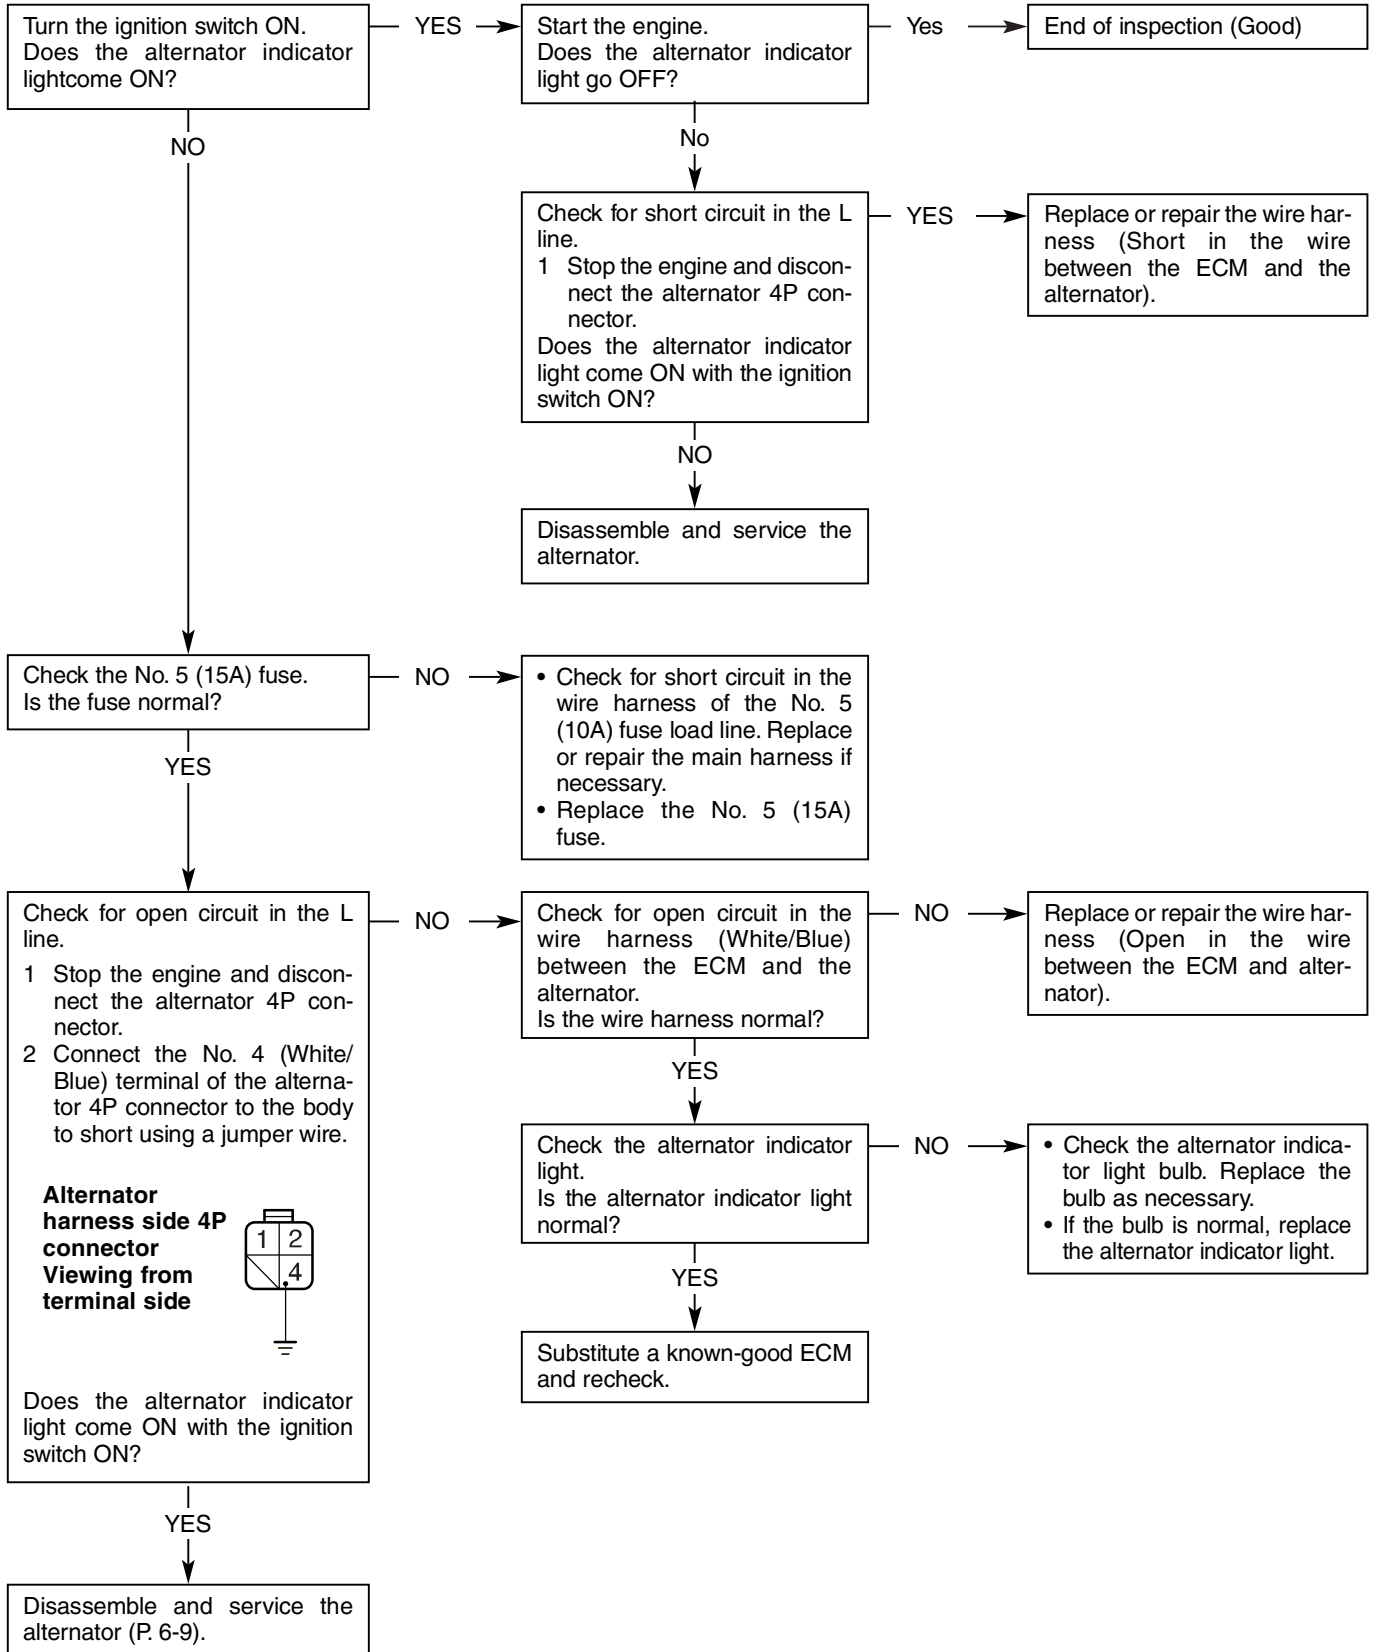 Turn the ignition switch ON.
Does the alternator indicator
lightcome ON?
YES
Start the engine.
Does the alternator indicator
light go OFF?
Yes
End of inspection (Good)
NO
No
Check for short circuit in the L
line.
1 Stop the engine and discon-
nect the alternator 4P con-
nector.
Does the alternator indicator
light come ON with the ignition
switch ON?
YES
Replace or repair the wire har-
ness (Short in the wire
between the ECM and the
alternator).
NO
Disassemble and service the
alternator.
Check the No. 5 (15A) fuse.
Is the fuse normal?
NO
• Check for short circuit in the
wire harness of the No. 5
(10A) fuse load line. Replace
or repair the main harness if
necessary.
• Replace the No. 5 (15A)
fuse.
YES
Check for open circuit in the L
line.
1 Stop the engine and discon-
nect the alternator 4P con-
nector.
2 Connect the No. 4 (White/
Blue) terminal of the alterna-
tor 4P connector to the body
to short using a jumper wire.
Alternator
harness side 4P
connector
Viewing from
terminal side
1 2
4
Does the alternator indicator
light come ON with the ignition
switch ON?
NO
Check for open circuit in the
wire harness (White/Blue)
between the ECM and the
alternator.
Is the wire harness normal?
NO
Replace or repair the wire har-
ness (Open in the wire
between the ECM and alter-
nator).
YES
Check the alternator indicator
light.
Is the alternator indicator light
normal?
NO
• Check the alternator indica-
tor light bulb. Replace the
bulb as necessary.
• If the bulb is normal, replace
the alternator indicator light.
YES
Substitute a known-good ECM
and recheck.
YES
Disassemble and service the
alternator (P. 6-9).